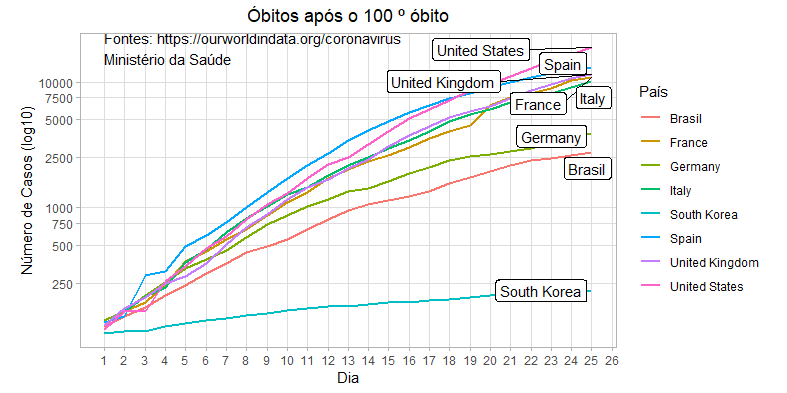 Óbitos após o 100 º óbito
Fontes: https://ourworldindata.org/coronavirus
Ministério da Saúde
Número de Casos (log10)
10000
7500
5000
2500
1000
750
500
250
United States
Spain
United Kingdom
France
Italy
Germany
Brasil
South Korea
1 2 3 4 5 6 7 8 9 10 11 12 13 14 15 16 17 18 19 20 21 22 23 24 25 26
Dia
País
Brasil
France
Germany
Italy
South Korea
Spain
United Kingdom
United States